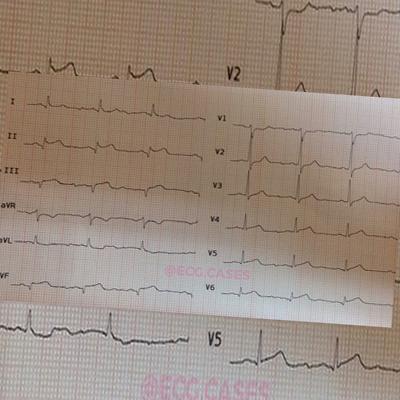 V2
I
II
III
aVR
aVL
VF
V1
V2
V3
V4
V5
V6
@ECG.CASES
V5
@ECG.CASES